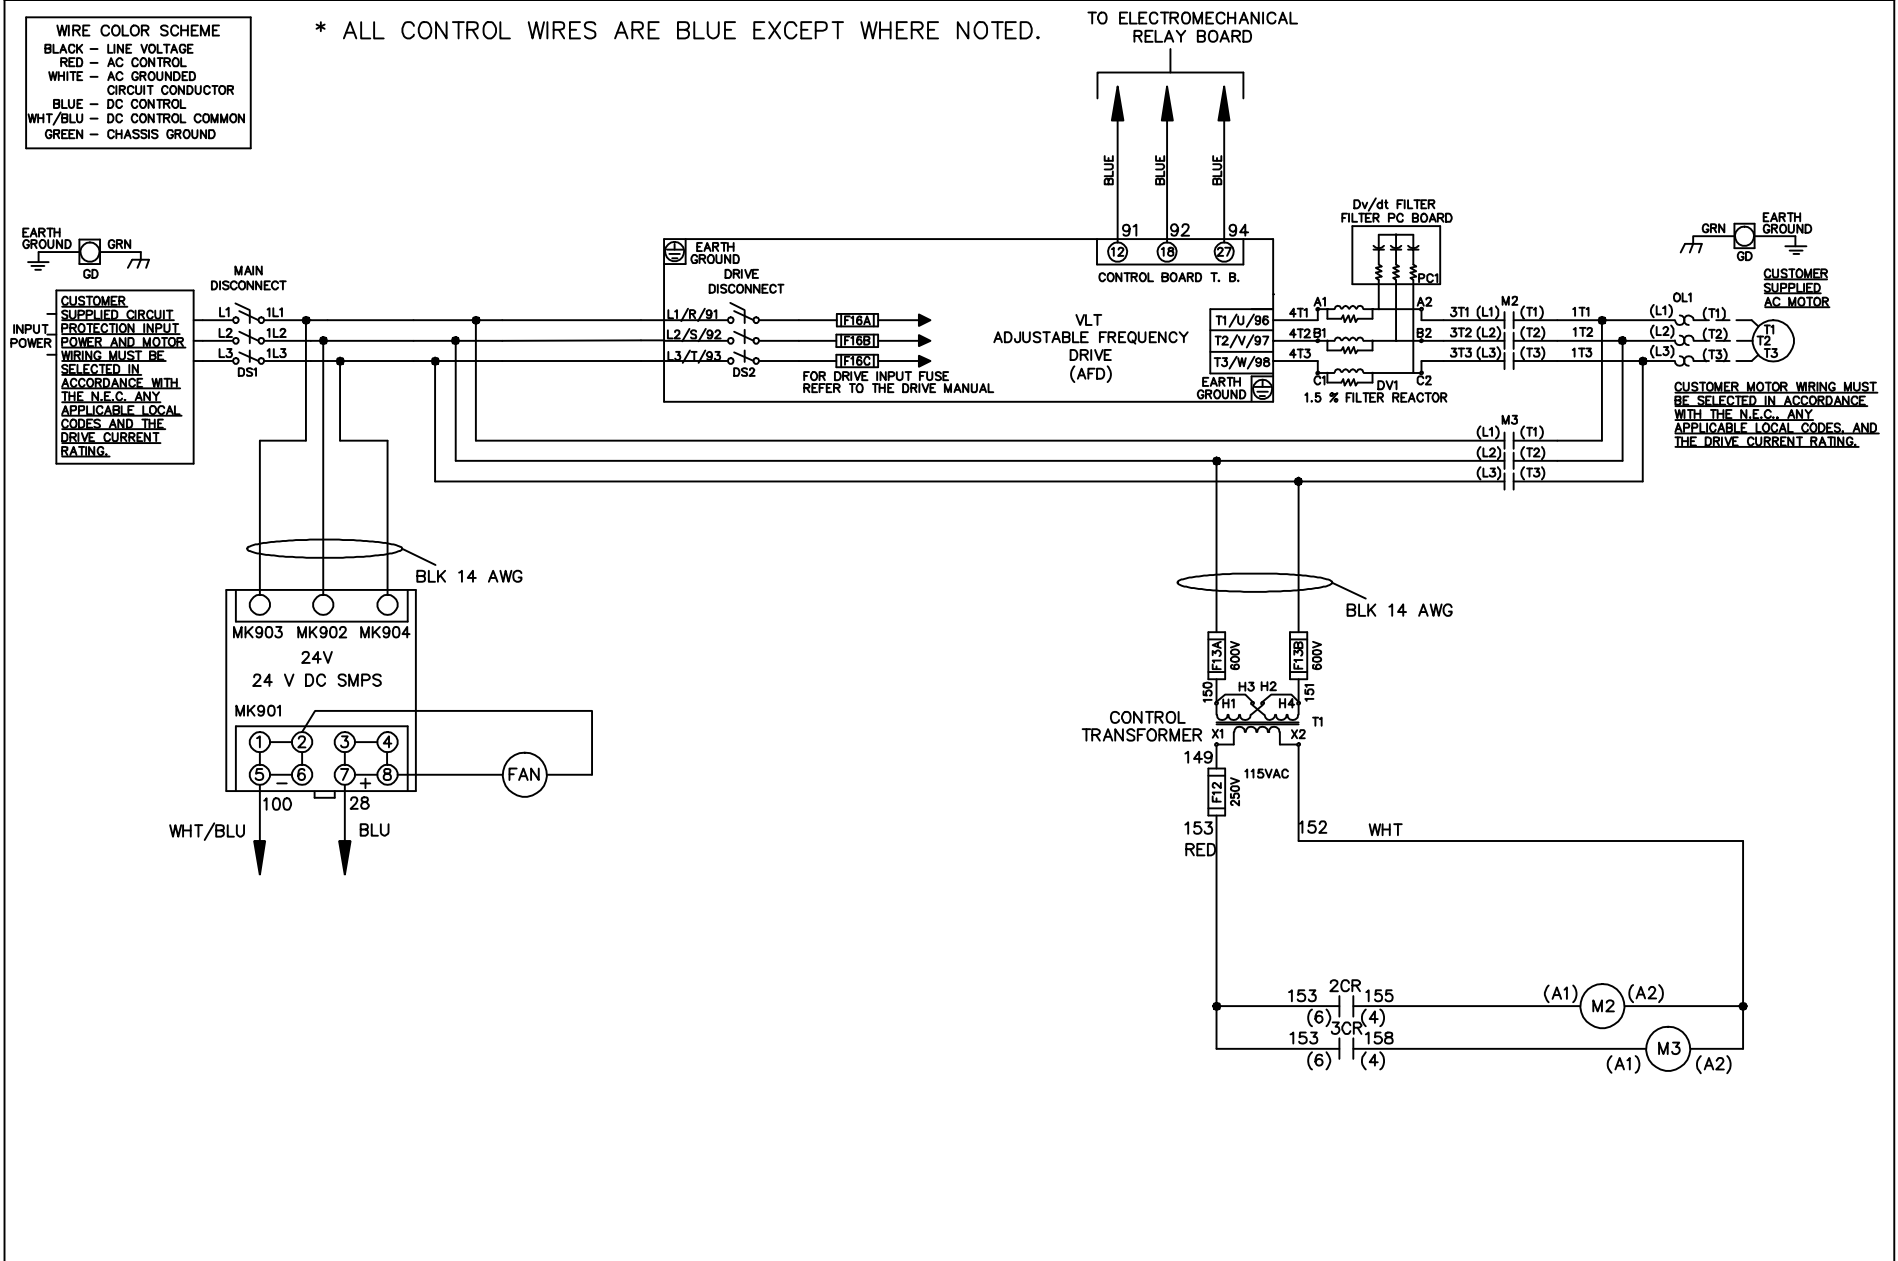 WIRE COLOR SCHEME
BLACK – LINE VOLTAGE
RED – AC CONTROL
WHITE – AC GROUNDED
CIRCUIT CONDUCTOR
BLUE – DC CONTROL
WHT/BLU – DC CONTROL COMMON
GREEN – CHASSIS GROUND
* ALL CONTROL WIRES ARE BLUE EXCEPT WHERE NOTED.
TO ELECTROMECHANICAL
RELAY BOARD
BLUE
BLUE
BLUE
91 92 94
12 18 27
CONTROL BOARD T. B.
EARTH
GROUND
GRN
GD
INPUT
POWER
CUSTOMER
SUPPLIED CIRCUIT
PROTECTION INPUT
POWER AND MOTOR
WIRING MUST BE
SELECTED IN
ACCORDANCE WITH
THE N.E.C. ANY
APPLICABLE LOCAL
CODES AND THE
DRIVE CURRENT
RATING.
MAIN
DISCONNECT
L1 1L1
L2 1L2
L3 1L3
DS1
EARTH
GROUND
DRIVE
DISCONNECT
L1/R/91
L2/S/92
L3/T/93
DS2
IF16A
IF16B
IF16C
FOR DRIVE INPUT FUSE
REFER TO THE DRIVE MANUAL
VLT
ADJUSTABLE FREQUENCY
DRIVE
(AFD)
T1/U/96
T2/V/97
T3/W/98
EARTH
GROUND
Dv/dt FILTER
FILTER PC BOARD
PC1
4T1 A1 A2
4T2 B1 B2
4T3
C1 DV1 C2
1.5 % FILTER REACTOR
M2
3T1 (L1) (T1) 1T1
3T2 (L2) (T2) 1T2
3T3 (L3) (T3) 1T3
M3
(L1) (T1)
(L2) (T2)
(L3) (T3)
OL1
(L1) (T1)
(L2) (T2)
(L3) (T3)
T1
T2
T3
GRN
GD
EARTH
GROUND
CUSTOMER
SUPPLIED
AC MOTOR
CUSTOMER MOTOR WIRING MUST
BE SELECTED IN ACCORDANCE
WITH THE N.E.C., ANY
APPLICABLE LOCAL CODES, AND
THE DRIVE CURRENT RATING.
BLK 14 AWG
MK903 MK902 MK904
24V
24 V DC SMPS
MK901
1 2 3 4
5 – 6 7 + 8
FAN
100 28
WHT/BLU BLU
BLK 14 AWG
F13A 600V
F13B 600V
150 151
H3 H2
H1 H4
T1
CONTROL
TRANSFORMER
X1 X2
149
115VAC
F12 250V
153
RED
152 WHT
2CR
153 155
(6) (4)
(A1) M2 (A2)
3CR
153 158
(6) (4)
(A1) M3 (A2)